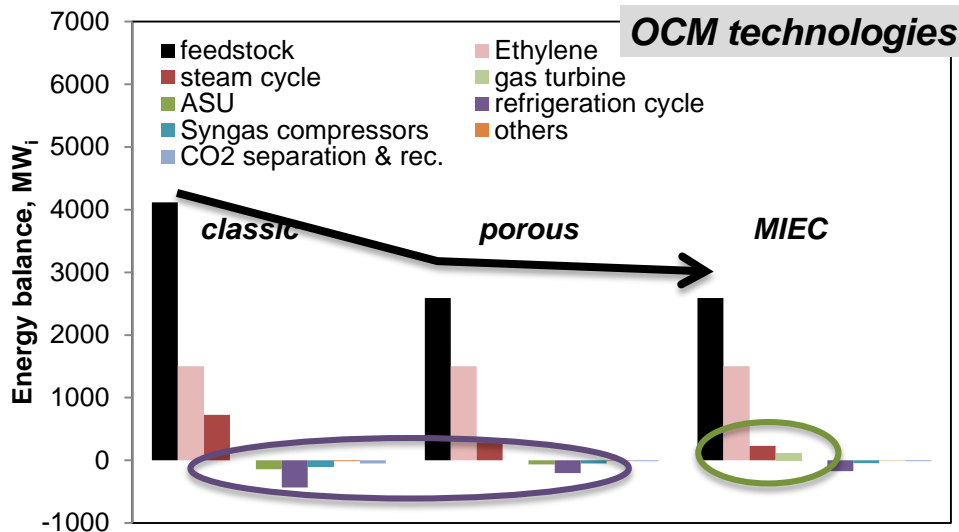 OCM technologies
7000
6000
5000
4000
3000
2000
1000
0
-1000
Energy balance, MWi
feedstock
Ethylene
steam cycle
gas turbine
ASU
refrigeration cycle
Syngas compressors
others
CO2 separation & rec.
classic
porous
MIEC